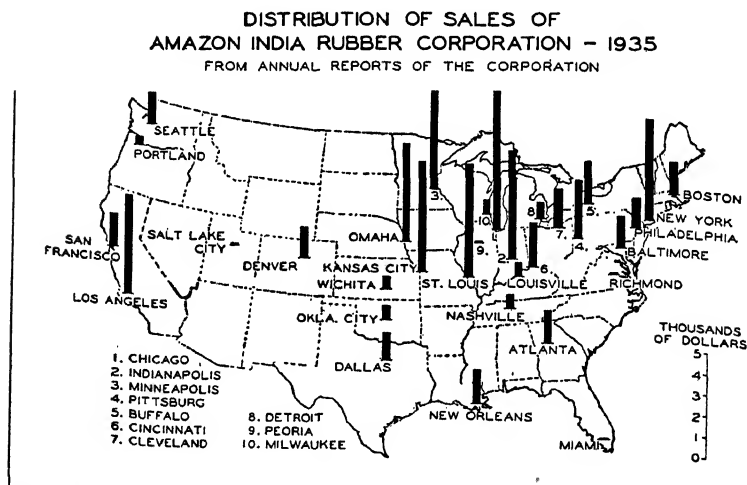 DISTRIBUTION OF SALES OF
AMAZON INDIA RUBBER CORPORATION - 1935
FROM ANNUAL REPORTS OF THE CORPORATION
SEATTLE
PORTLAND
3
10
1
8
5
BOSTON
SAN
FRANCISCO
SALT LAKE
CITY
DENVER
OMAHA
9
2
7
4
NEW YORK
PHILADELPHIA
BALTIMORE
LOS ANGELES
KANSAS CITY
WICHITA
ST. LOUIS
6
LOUISVILLE
RICHMOND
OKLA. CITY
NASHVILLE
DALLAS
ATLANTA
NEW ORLEANS
MIAMI
THOUSANDS
OF DOLLARS
5
4
3
2
1
0
1. CHICAGO
2. INDIANAPOLIS
3. MINNEAPOLIS
4. PITTSBURG
5. BUFFALO
6. CINCINNATI
7. CLEVELAND
8. DETROIT
9. PEORIA
10. MILWAUKEE